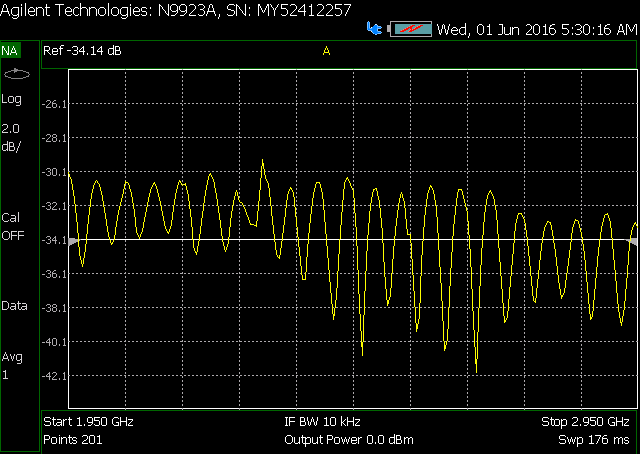 Agilent Technologies: N9923A, SN: MY52412257
Wed, 01 Jun 2016 5:30:16 AM
NA
Ref -34.14 dB
A
Log
2.0
dB/
Cal
OFF
Data
Avg
1
-26.1
-28.1
-30.1
-32.1
-34.1
-36.1
-38.1
-40.1
-42.1
Start 1.950 GHz IF BW 10 kHz Stop 2.950 GHz
Points 201 Output Power 0.0 dBm Swp 176 ms